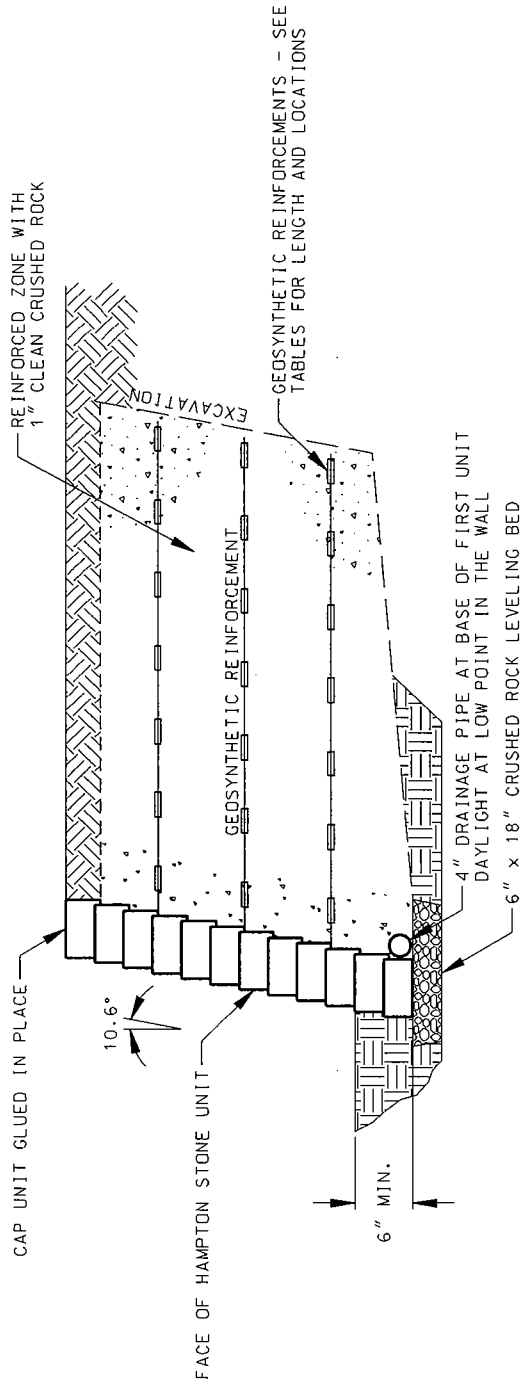 CAP UNIT GLUED IN PLACE
10.6°
FACE OF HAMPTON STONE UNIT
6" MIN.
REINFORCED ZONE WITH
1" CLEAN CRUSHED ROCK
EXCAVATION
GEOSYNTHETIC REINFORCEMENT
GEOSYNTHETIC REINFORCEMENTS - SEE
TABLES FOR LENGTH AND LOCATIONS
4" DRAINAGE PIPE AT BASE OF FIRST UNIT
DAYLIGHT AT LOW POINT IN THE WALL
6" x 18" CRUSHED ROCK LEVELING BED